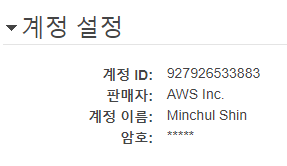 계정 설정
계정 ID: 927926533883
판매자: AWS Inc.
계정 이름: Minchul Shin
암호: *****